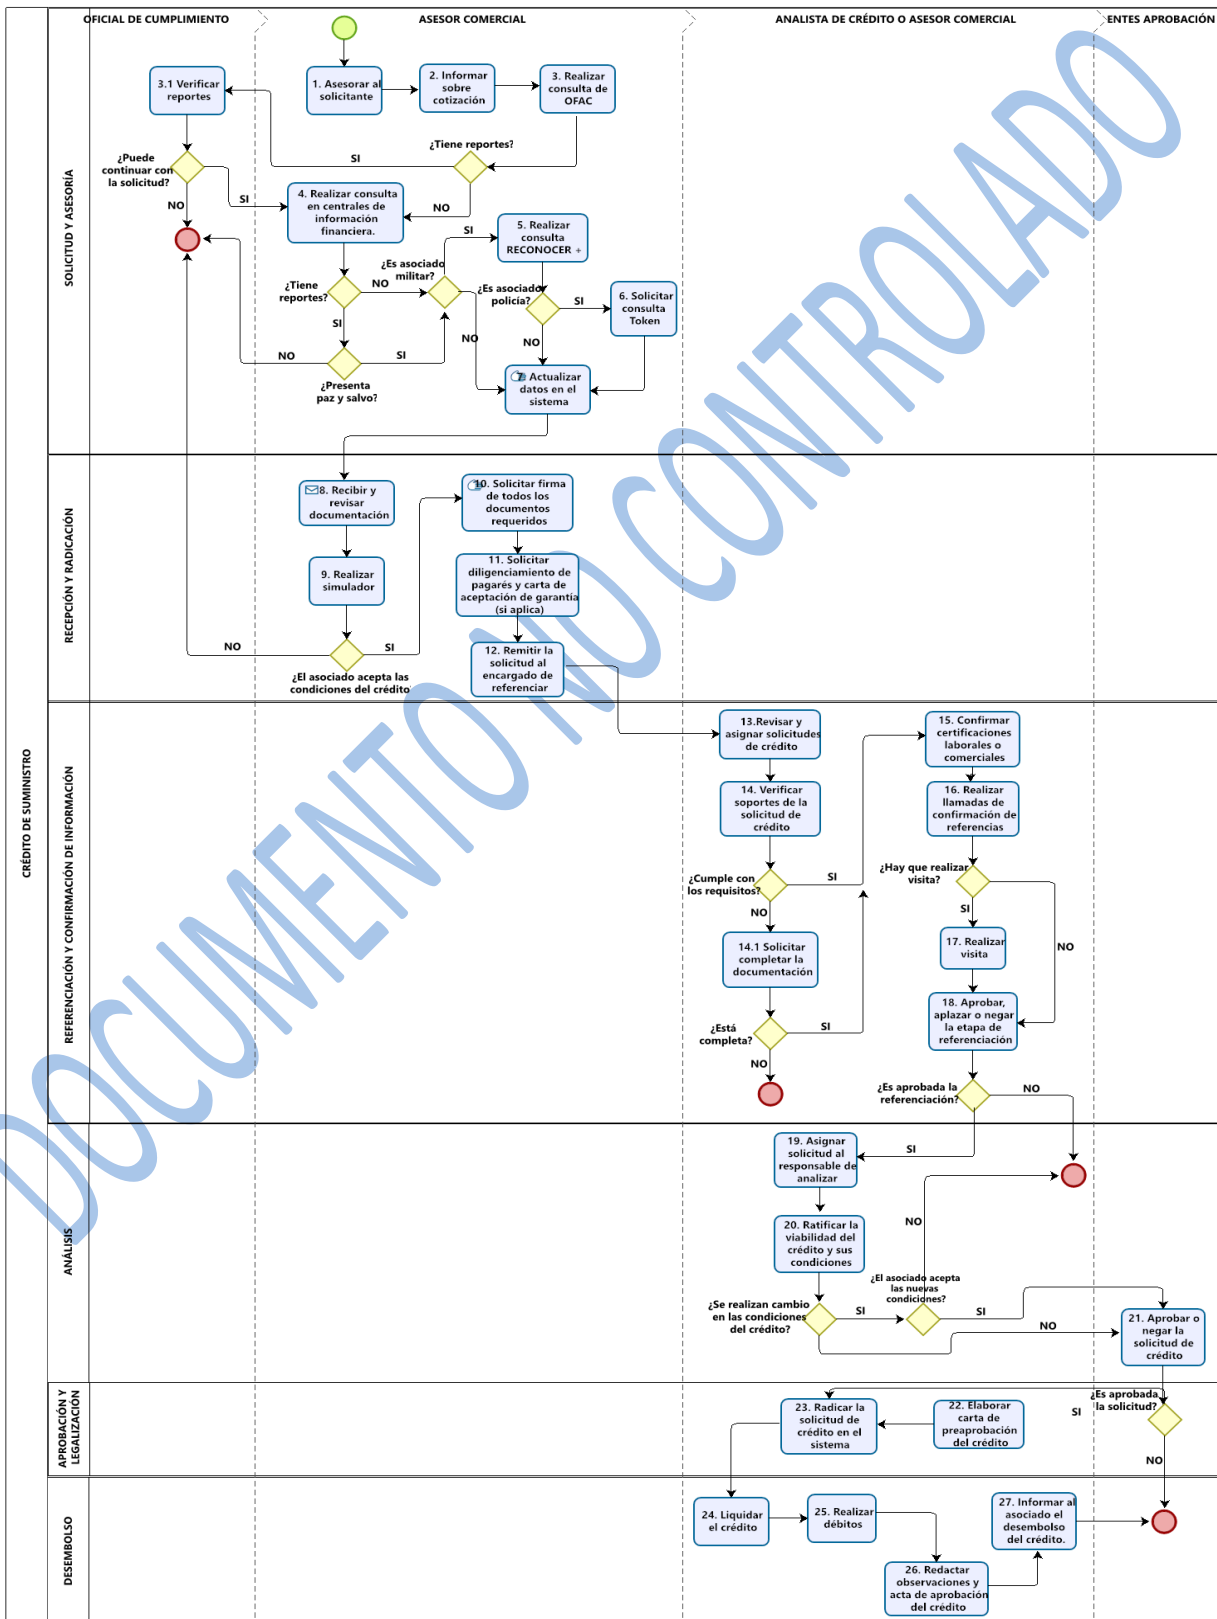 OFICIAL DE CUMPLIMIENTO
ASESOR COMERCIAL
ANALISTA DE CRÉDITO O ASESOR COMERCIAL
ENTES APROBACIÓN
CRÉDITO DE SUMINISTRO
DOCUMENTO NO CONTROLADO
SOLICITUD Y ASESORÍA
3.1 Verificar
reportes
1. Asesorar al
solicitante
2. Informar
sobre
cotización
3. Realizar
consulta de
OFAC
¿Tiene reportes?
SI
NO
¿Puede
continuar con
la solicitud?
SI
NO
4. Realizar consulta
en centrales de
información
financiera.
¿Tiene
reportes?
NO
SI
¿Es asociado
militar?
SI
NO
5. Realizar
consulta
RECONOCER +
¿Es asociado
policía?
SI
NO
6. Solicitar
consulta
Token
NO
SI
¿Presenta
paz y salvo?
7. Actualizar
datos en el
sistema
RECEPCIÓN Y RADICACIÓN
8. Recibir y
revisar
documentación
9. Realizar
simulador
NO
SI
¿El asociado acepta las
condiciones del crédito
10. Solicitar firma
de todos los
documentos
requeridos
11. Solicitar
diligenciamiento de
pagarés y carta de
aceptación de garantía
(si aplica)
12. Remitir la
solicitud al
encargado de
referenciar
REFERENCIACIÓN Y CONFIRMACIÓN DE INFORMACIÓN
13.Revisar y
asignar solicitudes
de crédito
14. Verificar
soportes de la
solicitud de
crédito
¿Cumple con
los requisitos?
SI
NO
14.1 Solicitar
completar la
documentación
¿Está
completa?
SI
NO
15. Confirmar
certificaciones
laborales o
comerciales
16. Realizar
llamadas de
confirmación de
referencias
¿Hay que realizar
visita?
SI
NO
17. Realizar
visita
18. Aprobar,
aplazar o negar
la etapa de
referenciación
¿Es aprobada la
referenciación?
NO
SI
ANÁLISIS
19. Asignar
solicitud al
responsable de
analizar
20. Ratificar la
viabilidad del
crédito y sus
condiciones
¿Se realizan cambio
en las condiciones
del crédito?
SI
NO
¿El asociado acepta
las nuevas
condiciones?
NO
SI
21. Aprobar o
negar la
solicitud de
crédito
APROBACIÓN Y
LEGALIZACIÓN
¿Es aprobada
la solicitud?
SI
NO
22. Elaborar
carta de
preaprobación
del crédito
23. Radicar la
solicitud de
crédito en el
sistema
DESEMBOLSO
24. Liquidar
el crédito
25. Realizar
débitos
26. Redactar
observaciones y
acta de aprobación
del crédito
27. Informar al
asociado el
desembolso
del crédito.